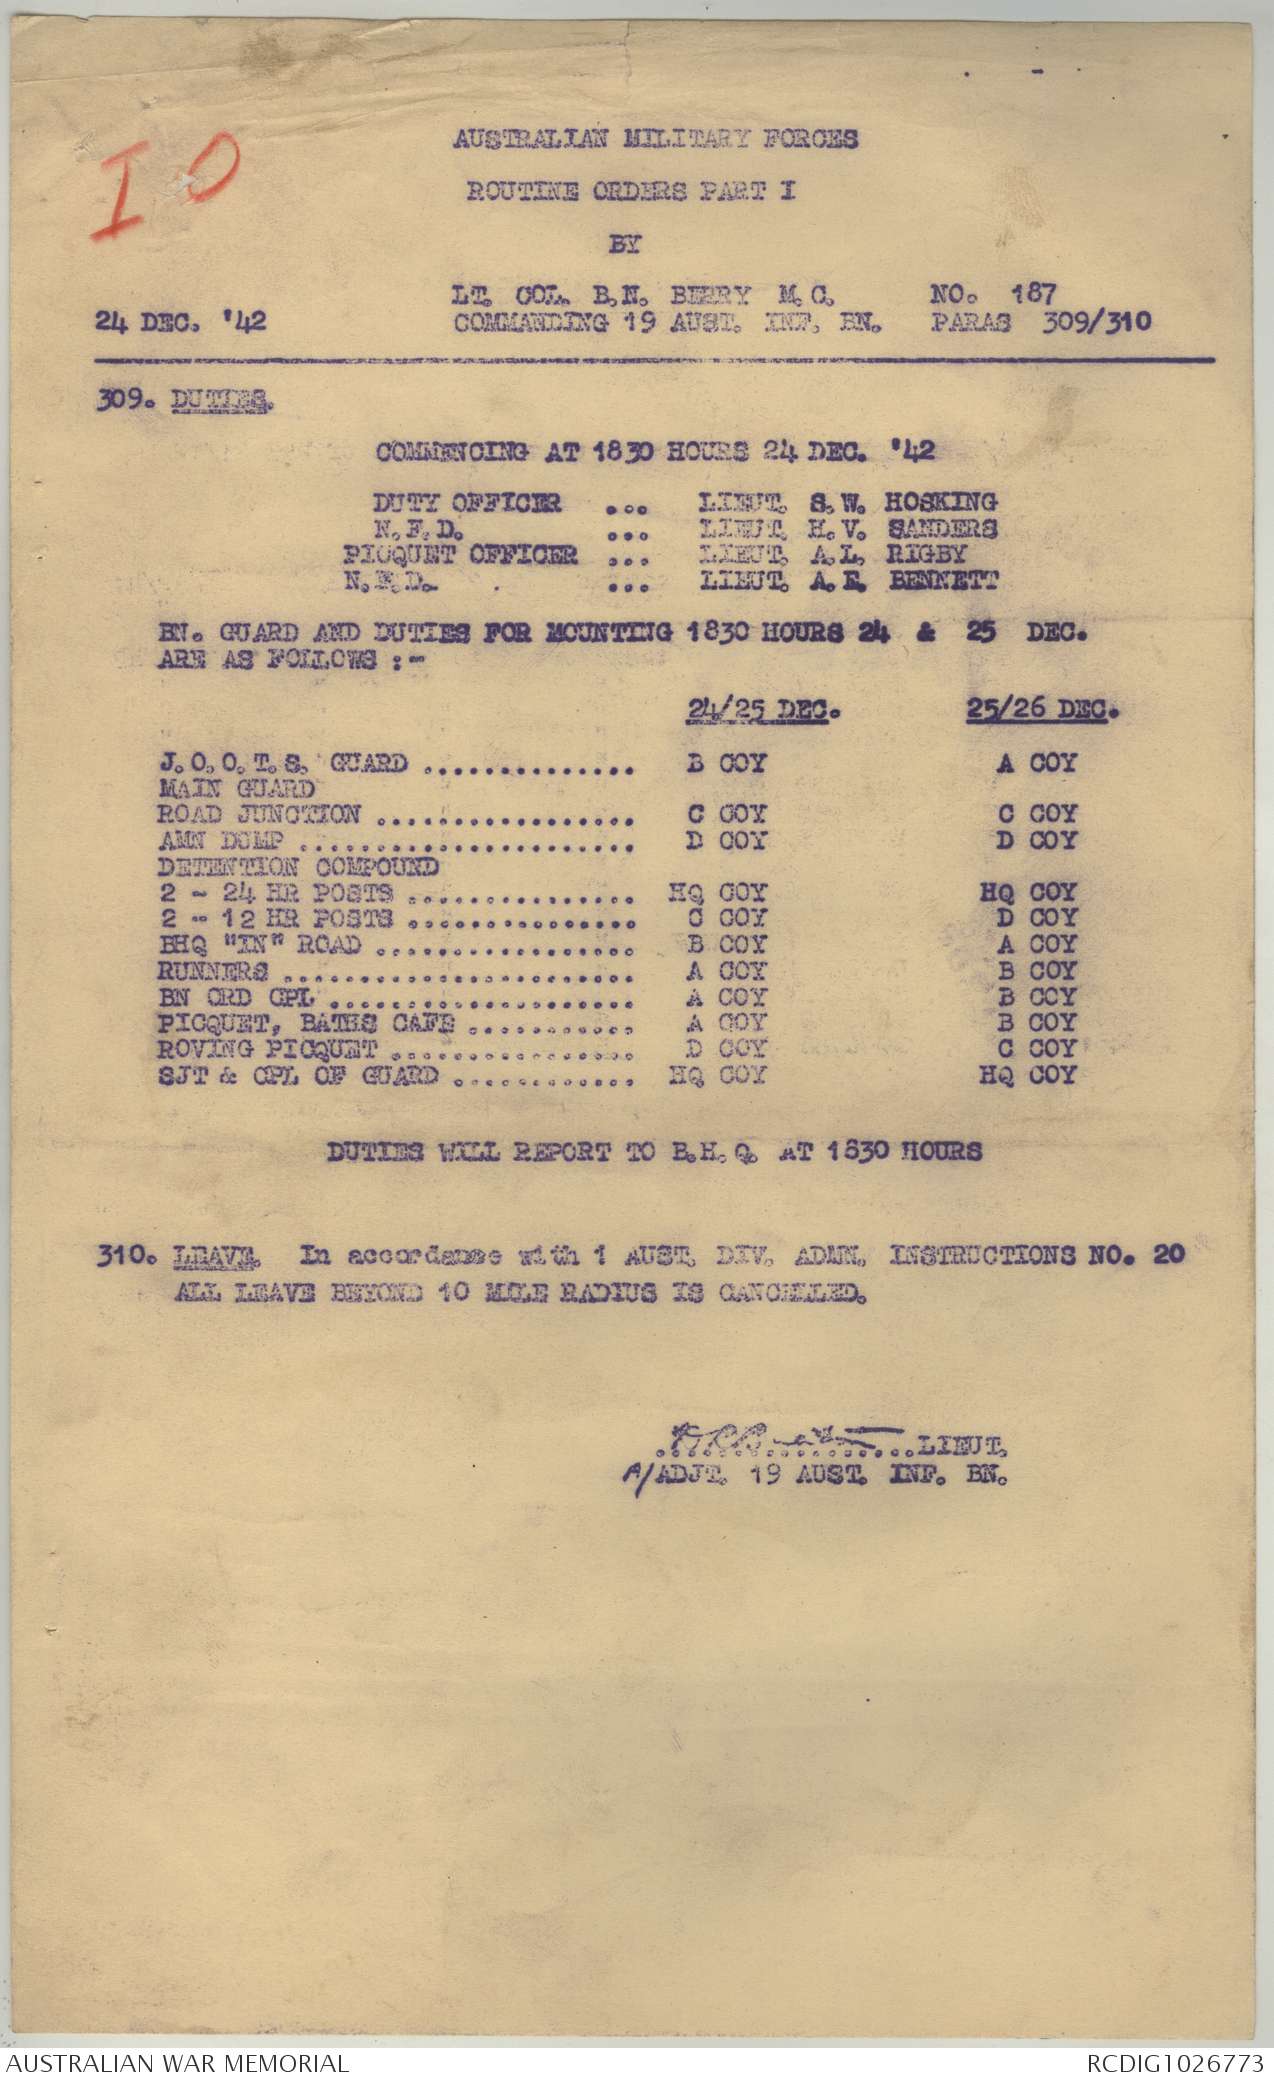 I O
AUSTRALIAN MILITARY FORCES
ROUTINE ORDERS PART I
BY
LT. COL. B.N. BERRY M.C. NO. 187
24 DEC. '42 COMMANDING 19 AUST. INF. BN. PARAS 309/310
309. DUTIES.
COMMENCING AT 1830 HOURS 24 DEC. '42
DUTY OFFICER ... LIEUT. S.W. HOSKING
N.F.D. ... LIEUT. H.V. SANDERS
PICQUET OFFICER ... LIEUT. A.L. RIGBY
N.F.D. ... LIEUT. A.E. BENNETT
BN. GUARD AND DUTIES FOR MOUNTING 1830 HOURS 24 & 25 DEC.
ARE AS FOLLOWS :-
24/25 DEC. 25/26 DEC.
J.O.O.T.S. GUARD .............. B COY A COY
MAIN GUARD
ROAD JUNCTION ................. C COY C COY
AMN DUMP ...................... D COY D COY
DETENTION COMPOUND
2 - 24 HR POSTS ............... HQ COY HQ COY
2 - 12 HR POSTS ............... C COY D COY
BHQ "IN" ROAD ................. B COY A COY
RUNNERS ....................... A COY B COY
BN ORD CPL .................... A COY B COY
PICQUET, BATHS CAFE ........... A COY B COY
ROVING PICQUET ................ D COY C COY
SJT & CPL OF GUARD ............ HQ COY HQ COY
DUTIES WILL REPORT TO B.H.Q. AT 1830 HOURS
310. LEAVE. In accordance with 1 AUST. DIV. ADMN. INSTRUCTIONS NO. 20
ALL LEAVE BEYOND 10 MILE RADIUS IS CANCELLED.
.................LIEUT.
A/ADJT. 19 AUST. INF. BN.
AUSTRALIAN WAR MEMORIAL RCDIG1026773